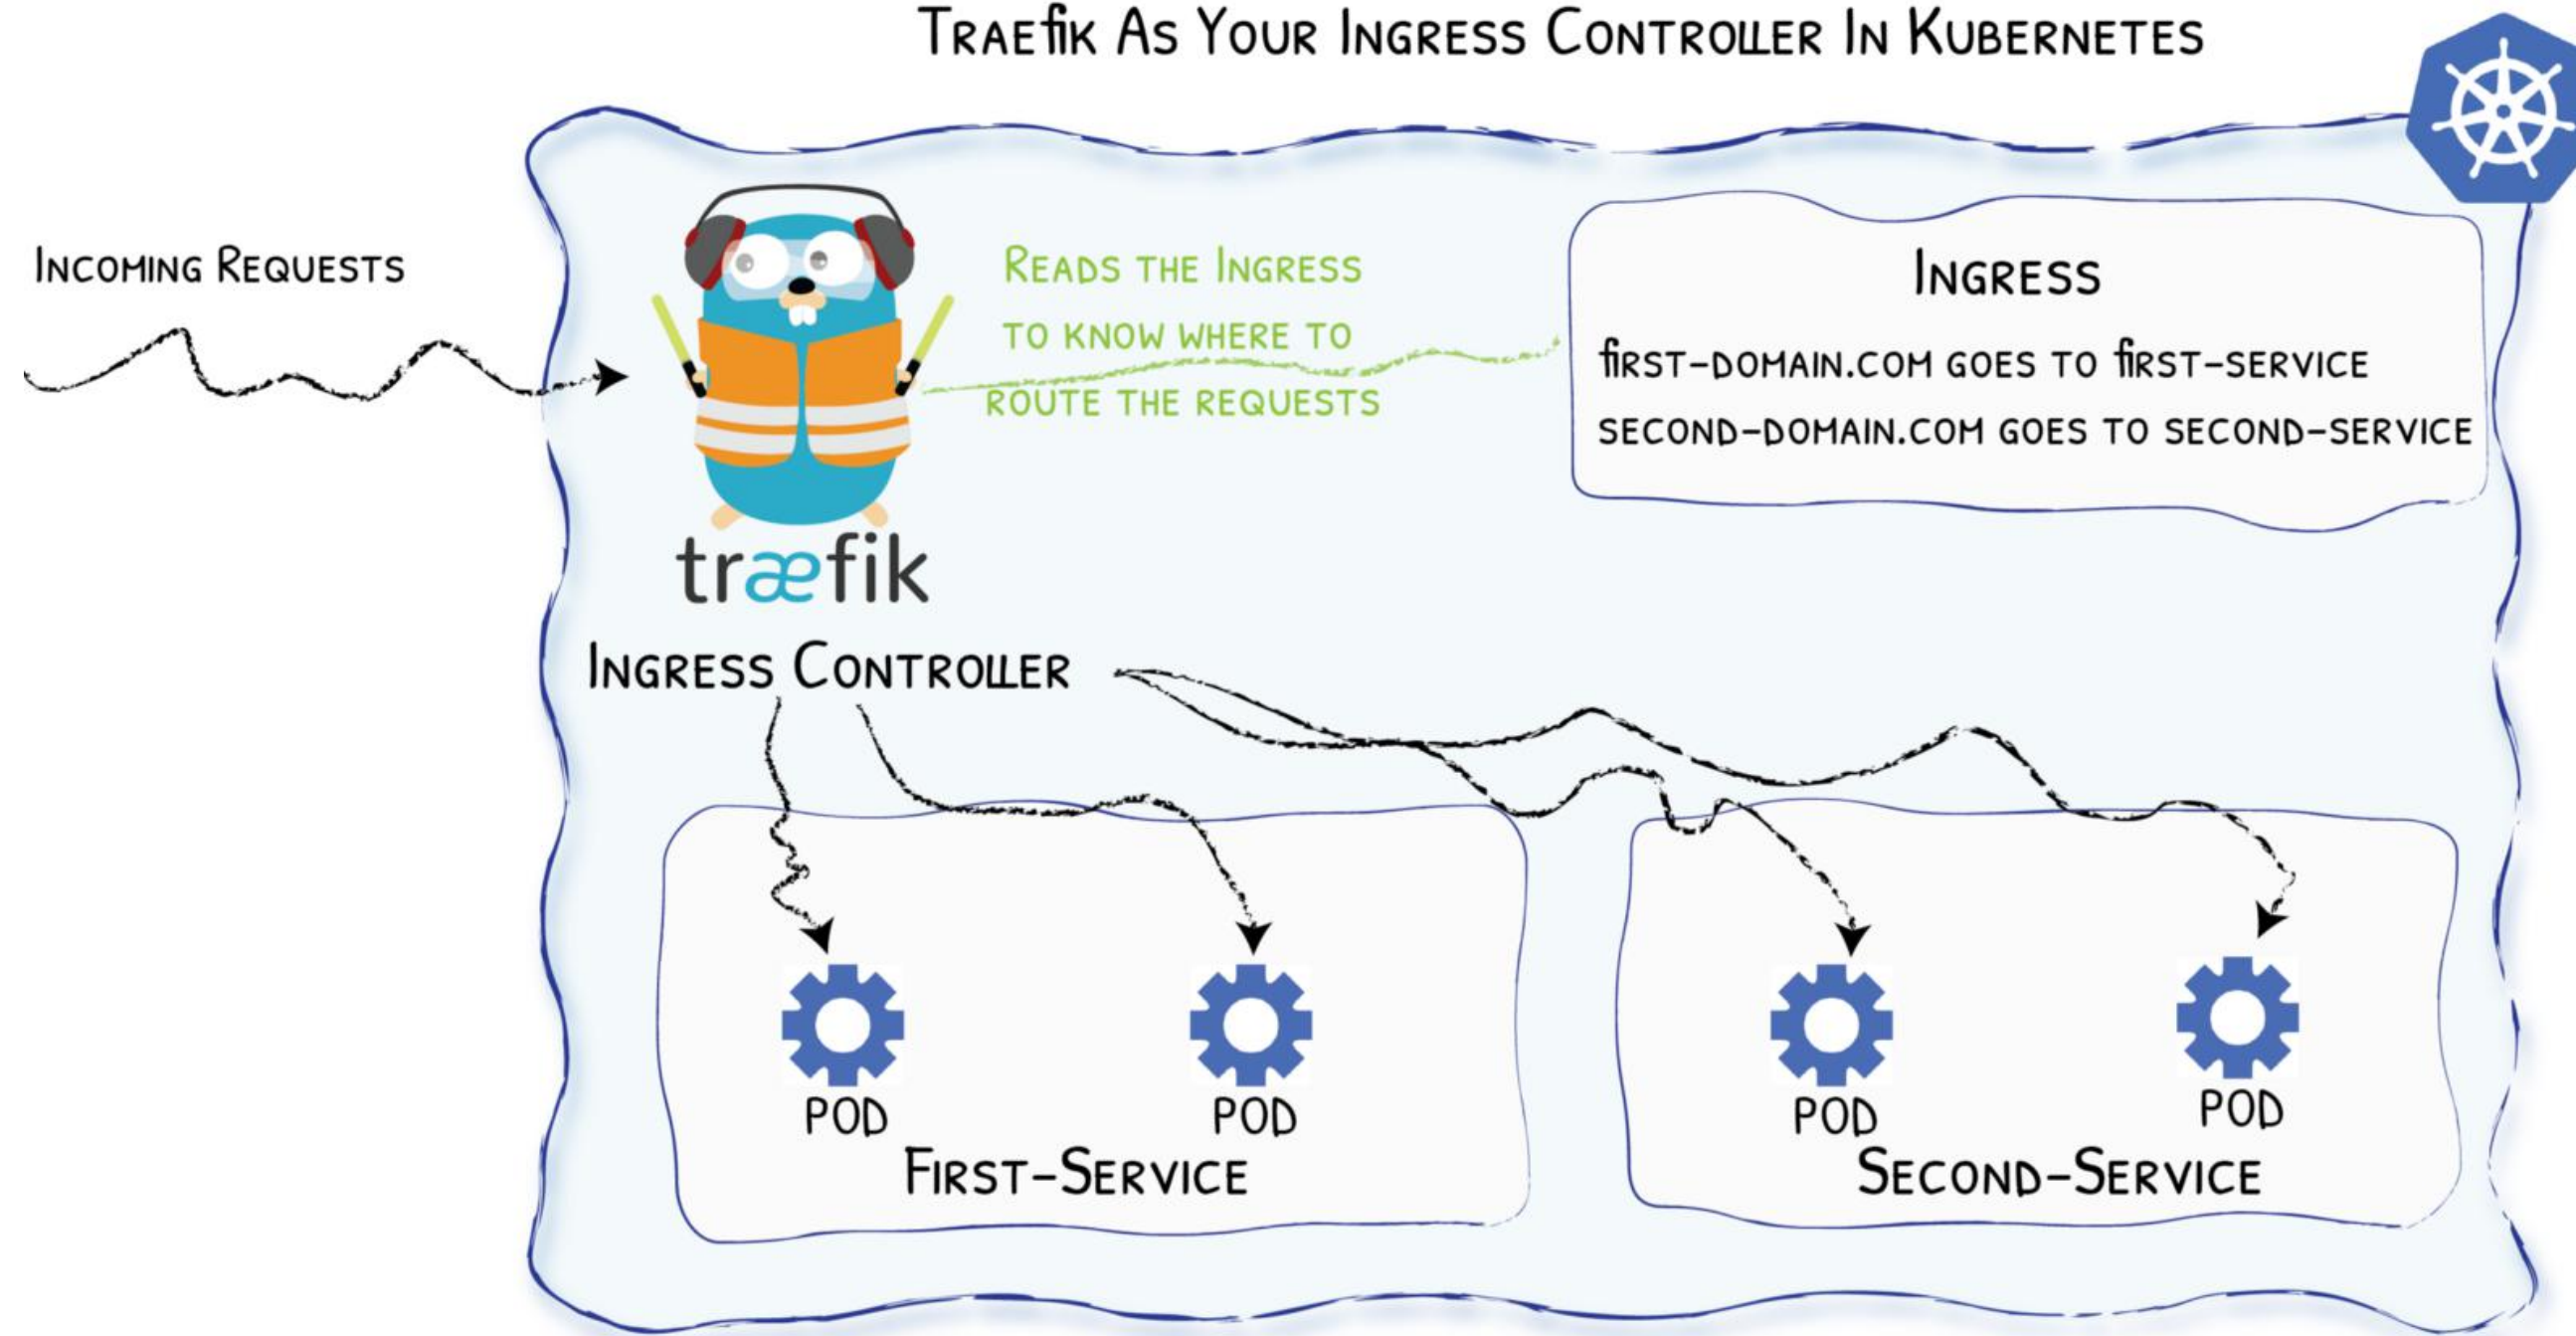 Traefik As Your Ingress Controller In Kubernetes
Incoming Requests
Reads the Ingress
to know where to
route the requests
Ingress
first-domain.com goes to first-service
second-domain.com goes to second-service
træfik
Ingress Controller
pod
pod
First-Service
pod
pod
Second-Service